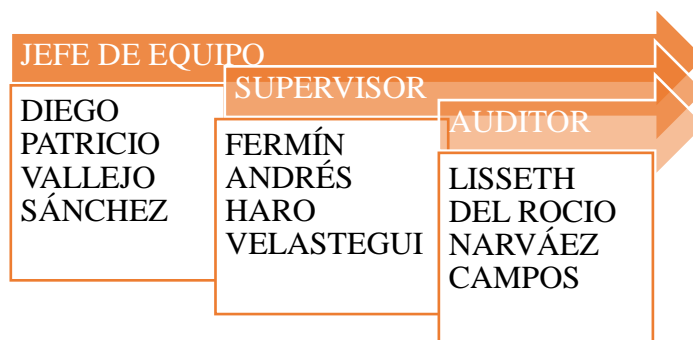 JEFE DE EQUIPO
DIEGO
PATRICIO
VALLEJO
SÁNCHEZ
SUPERVISOR
FERMÍN
ANDRÉS
HARO
VELASTEGUI
AUDITOR
LISSETH
DEL ROCIO
NARVÁEZ
CAMPOS